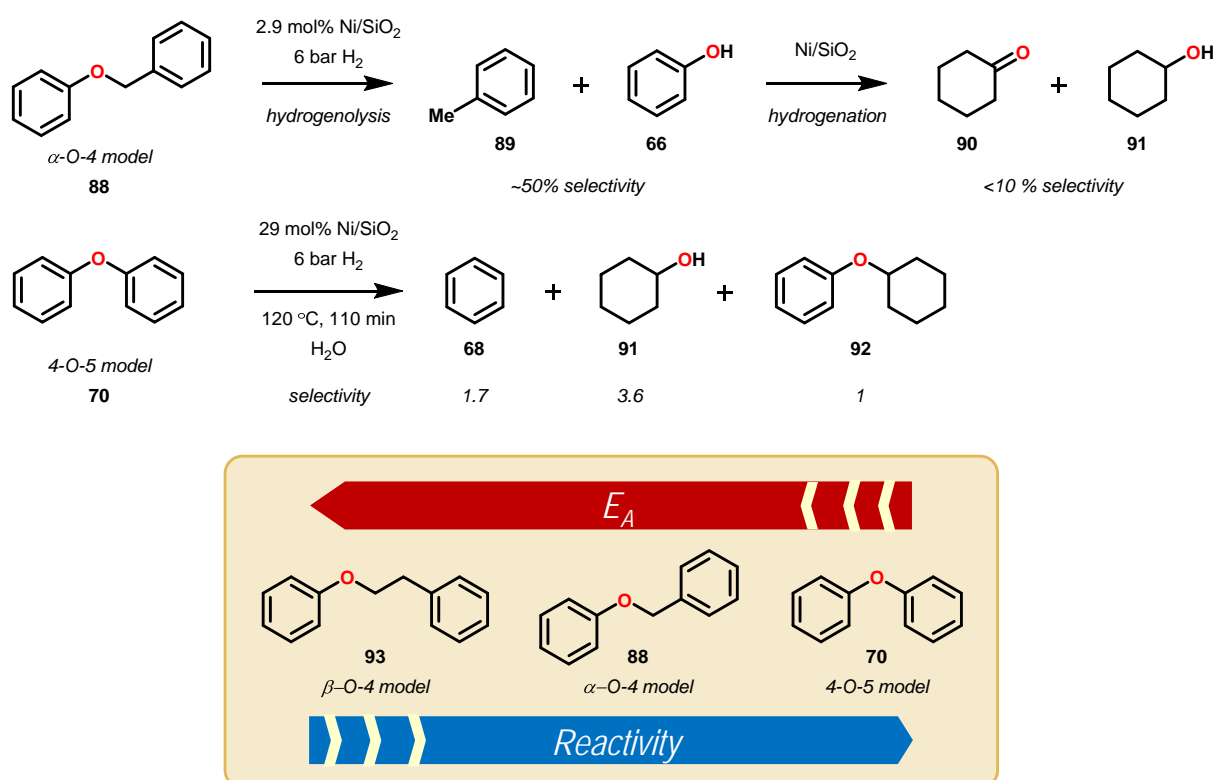 2.9 mol% Ni/SiO2
6 bar H2
hydrogenolysis
O
α-O-4 model
88
Me
89
+
OH
66
~50% selectivity
Ni/SiO2
hydrogenation
O
90
+
OH
91
<10 % selectivity
O
4-O-5 model
70
29 mol% Ni/SiO2
6 bar H2
120 °C, 110 min
H2O
selectivity
68
1.7
+
OH
91
3.6
+
O
92
1
EA
O
93
β–O-4 model
O
88
α–O-4 model
O
70
4-O-5 model
Reactivity